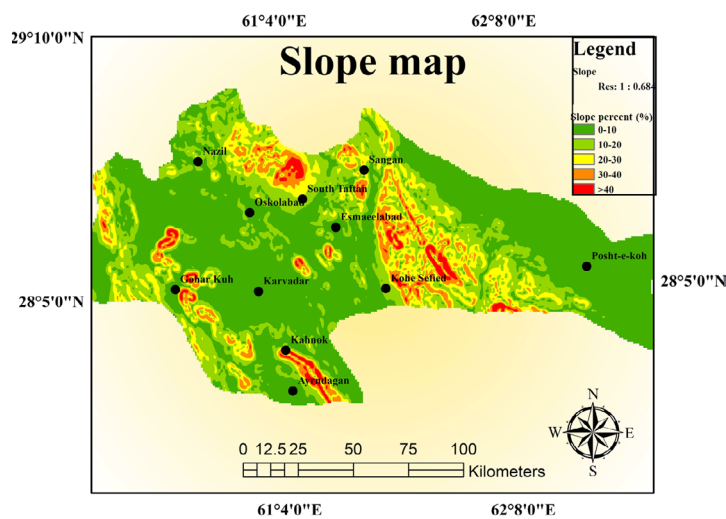 61°4'0"E 62°8'0"E
29°10'0"N
Slope map
Legend
Slope
Res: 1 : 0.684
Slope percent (%)
0-10
10-20
20-30
30-40
>40
Nazil
Sangan
South Taftan
Oskolabad
Esmaeelabad
Posht-e-koh
Gohar Kuh
Karvadar
Kohe Sefied
28°5'0"N
28°5'0"N
Kahnok
Ayrudagan
N
W
E
S
0 12.5 25 50 75 100
Kilometers
61°4'0"E 62°8'0"E